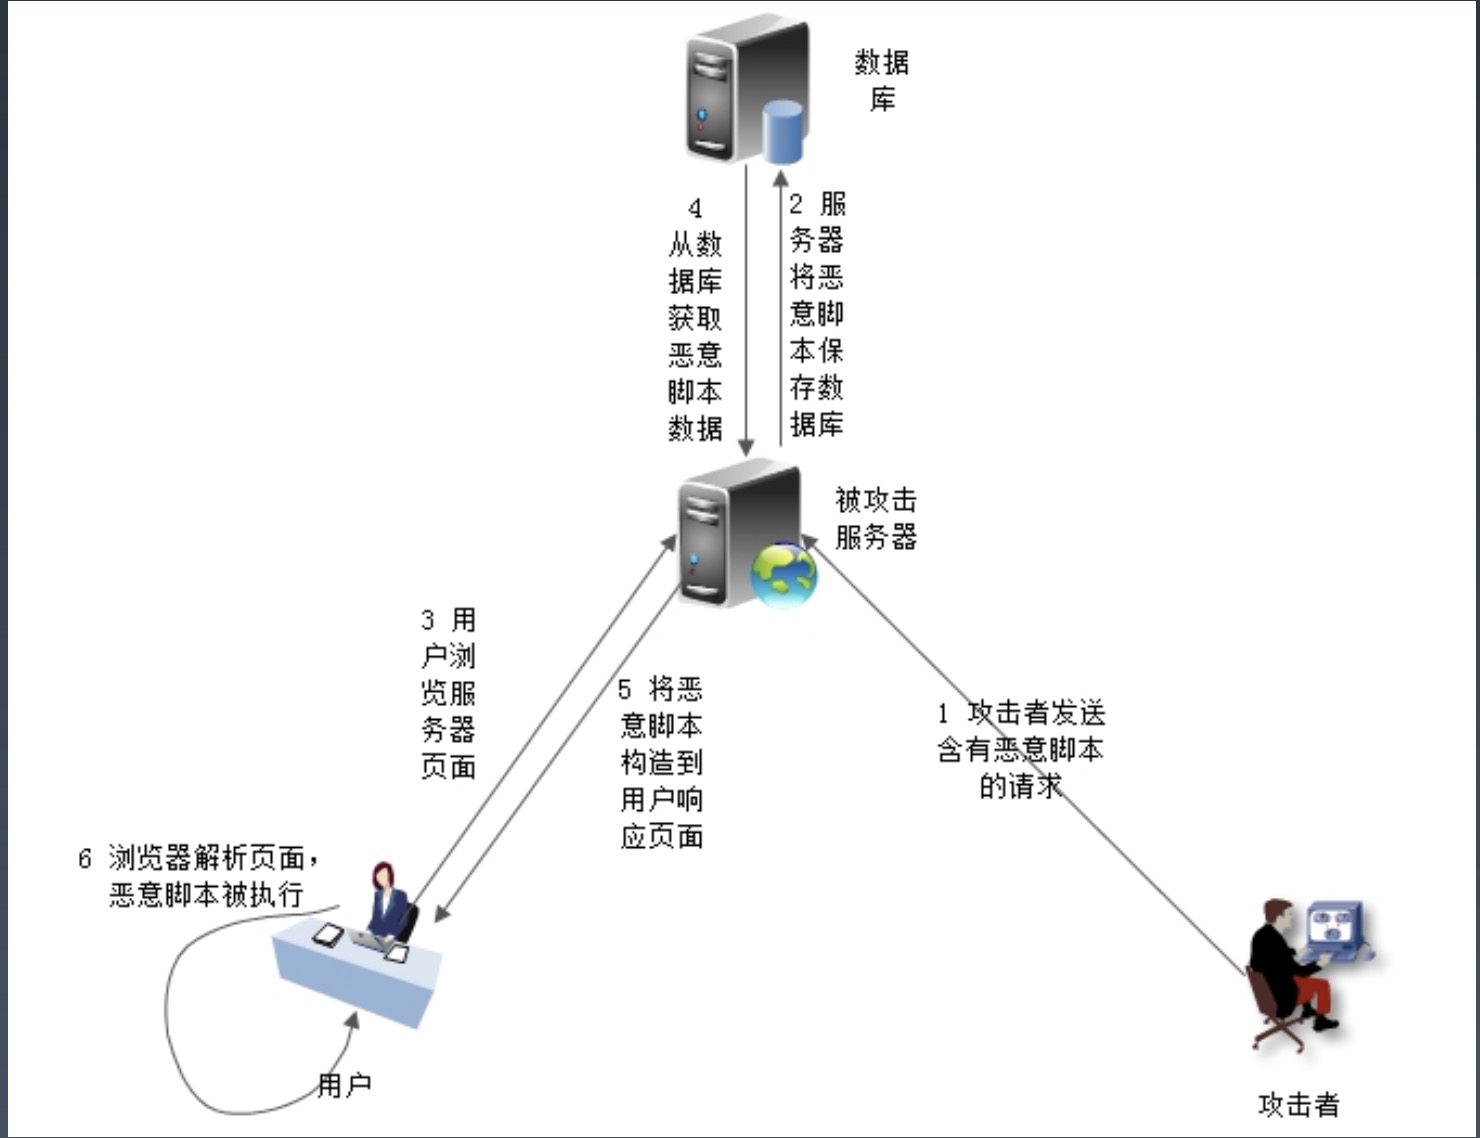 数据
库
4
从数
据库
获取
恶意
脚本
数据
2 服
务器
将恶
意脚
本保
存数
据库
被攻击
服务器
3 用
户浏
览服
务器
页面
5 将恶
意脚本
构造到
用户响
应页面
1 攻击者发送
含有恶意脚本
的请求
6 浏览器解析页面，
恶意脚本被执行
用户
攻击者